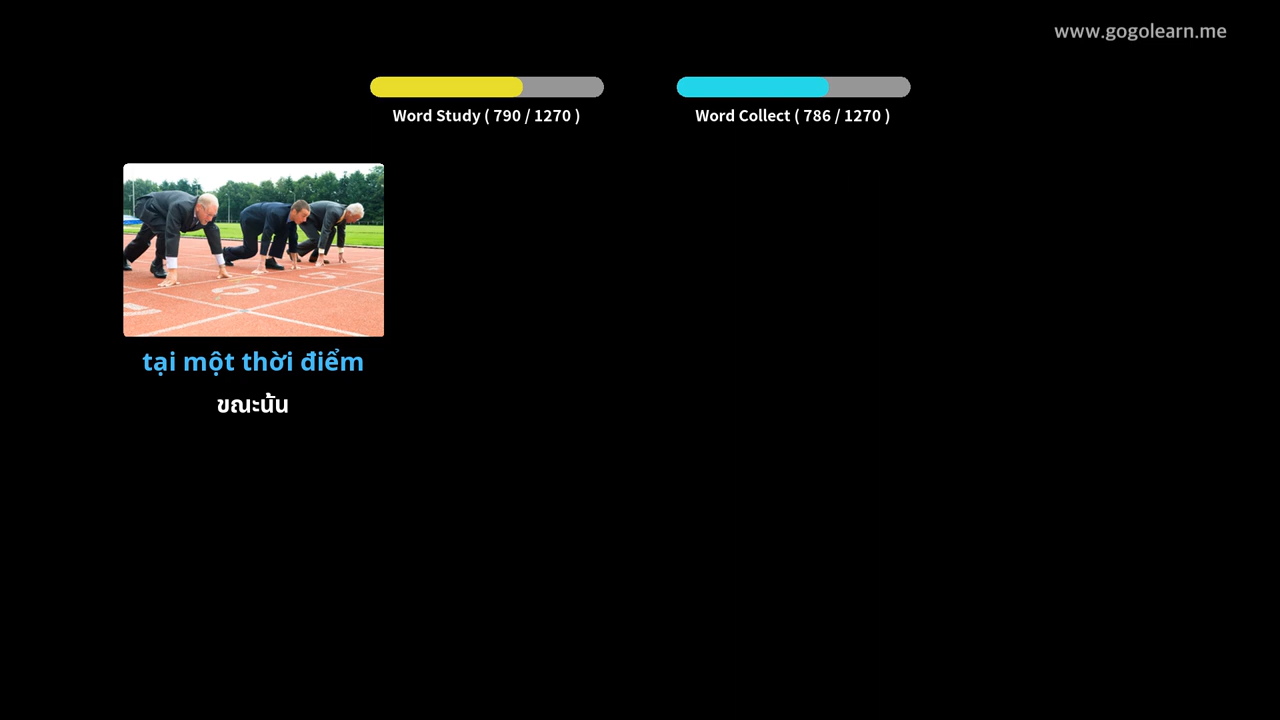 www.gogolearn.me
Word Study ( 790 / 1270 )
Word Collect ( 786 / 1270 )
5
tại một thời điểm
ขณะนั้น